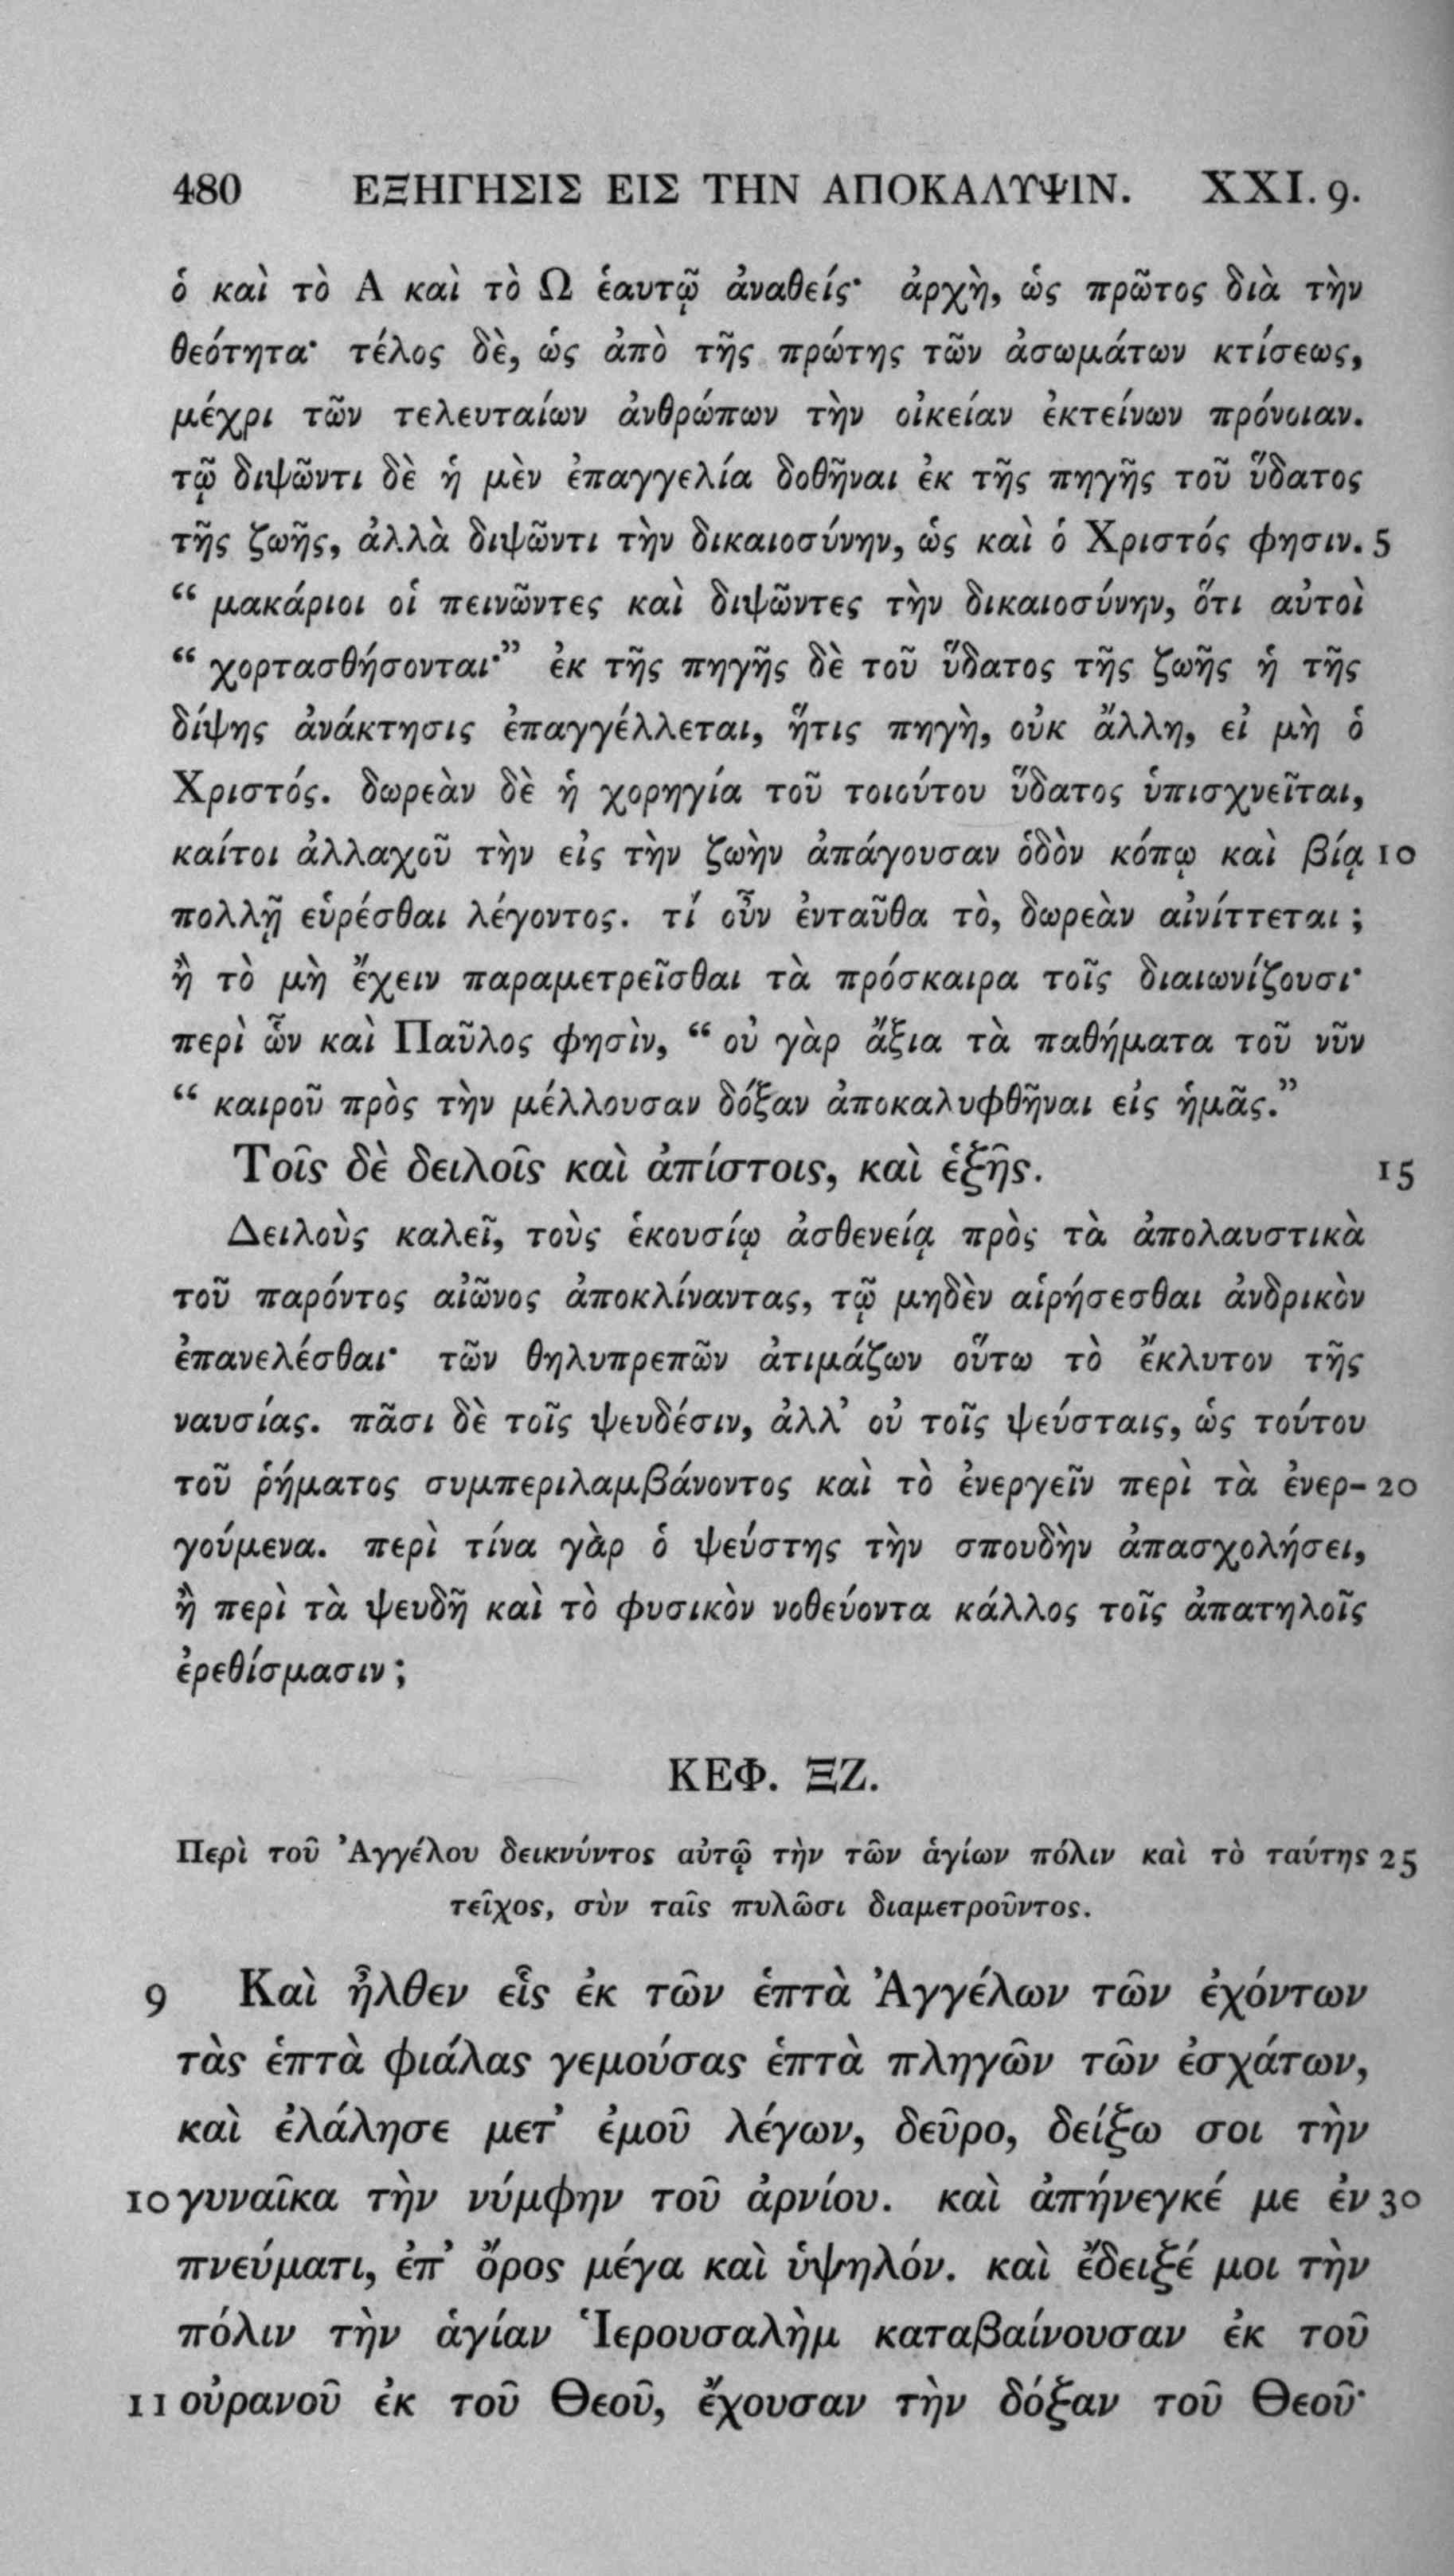 480 ΕΞΗΓΗΣΙΣ ΕΙΣ ΤΗΝ ΑΠΟΚΑΛΥΨΙΝ. XXI. 9.
ὁ καὶ τὸ Α καὶ τὸ Ω ἑαυτῷ ἀναθείς· ἀρχὴ, ὡς πρῶτος διὰ τὴν
θεότητα· τέλος δὲ, ὡς ἀπὸ τῆς πρώτης τῶν ἀσωμάτων κτίσεως,
μέχρι τῶν τελευταίων ἀνθρώπων τὴν οἰκείαν ἐκτείνων πρόνοιαν.
τῷ διψῶντι δὲ ἡ μὲν ἐπαγγελία δοθῆναι ἐκ τῆς πηγῆς τοῦ ὕδατος
τῆς ζωῆς, ἀλλὰ διψῶντι τὴν δικαιοσύνην, ὡς καὶ ὁ Χριστός φησιν. 5
“ μακάριοι οἱ πεινῶντες καὶ διψῶντες τὴν δικαιοσύνην, ὅτι αὐτοὶ
“ χορτασθήσονται·” ἐκ τῆς πηγῆς δὲ τοῦ ὕδατος τῆς ζωῆς ἡ τῆς
δίψης ἀνάκτησις ἐπαγγέλλεται, ἥτις πηγὴ, οὐκ ἄλλη, εἰ μὴ ὁ
Χριστός. δωρεὰν δὲ ἡ χορηγία τοῦ τοιούτου ὕδατος ὑπισχνεῖται,
καίτοι ἀλλαχοῦ τὴν εἰς τὴν ζωὴν ἀπάγουσαν ὁδὸν κόπῳ καὶ βίᾳ 10
πολλῇ εὑρέσθαι λέγοντος. τί οὖν ἐνταῦθα τὸ, δωρεὰν αἰνίττεται ;
ἢ τὸ μὴ ἔχειν παραμετρεῖσθαι τὰ πρόσκαιρα τοῖς διαιωνίζουσι·
περὶ ὧν καὶ Παῦλος φησὶν, “ οὐ γὰρ ἄξια τὰ παθήματα τοῦ νῦν
“ καιροῦ πρὸς τὴν μέλλουσαν δόξαν ἀποκαλυφθῆναι εἰς ἡμᾶς.”
Τοῖς δὲ δειλοῖς καὶ ἀπίστοις, καὶ ἑξῆς. 15
Δειλοὺς καλεῖ, τοὺς ἑκουσίῳ ἀσθενείᾳ πρὸς τὰ ἀπολαυστικὰ
τοῦ παρόντος αἰῶνος ἀποκλίναντας, τῷ μηδὲν αἱρήσεσθαι ἀνδρικὸν
ἐπανελέσθαι· τῶν θηλυπρεπῶν ἀτιμάζων οὕτω τὸ ἔκλυτον τῆς
ναυσίας. πᾶσι δὲ τοῖς ψευδέσιν, ἀλλ’ οὐ τοῖς ψεύσταις, ὡς τούτου
τοῦ ῥήματος συμπεριλαμβάνοντος καὶ τὸ ἐνεργεῖν περὶ τὰ ἐνερ- 20
γούμενα. περὶ τίνα γὰρ ὁ ψεύστης τὴν σπουδὴν ἀπασχολήσει,
ἢ περὶ τὰ ψευδῆ καὶ τὸ φυσικὸν νοθεύοντα κάλλος τοῖς ἀπατηλοῖς
ἐρεθίσμασιν ;
ΚΕΦ. ΞΖ.
Περὶ τοῦ Ἀγγέλου δεικνύντος αὐτῷ τὴν τῶν ἁγίων πόλιν καὶ τὸ ταύτης 25
τεῖχος, σὺν ταῖς πυλῶσι διαμετροῦντος.
9 Καὶ ἦλθεν εἷς ἐκ τῶν ἑπτὰ Ἀγγέλων τῶν ἐχόντων
τὰς ἑπτὰ φιάλας γεμούσας ἑπτὰ πληγῶν τῶν ἐσχάτων,
καὶ ἐλάλησε μετ’ ἐμοῦ λέγων, δεῦρο, δείξω σοι τὴν
10 γυναῖκα τὴν νύμφην τοῦ ἀρνίου. καὶ ἀπήνεγκέ με ἐν 30
πνεύματι, ἐπ’ ὄρος μέγα καὶ ὑψηλόν. καὶ ἔδειξέ μοι τὴν
πόλιν τὴν ἁγίαν Ἱερουσαλὴμ καταβαίνουσαν ἐκ τοῦ
11 οὐρανοῦ ἐκ τοῦ Θεοῦ, ἔχουσαν τὴν δόξαν τοῦ Θεοῦ·